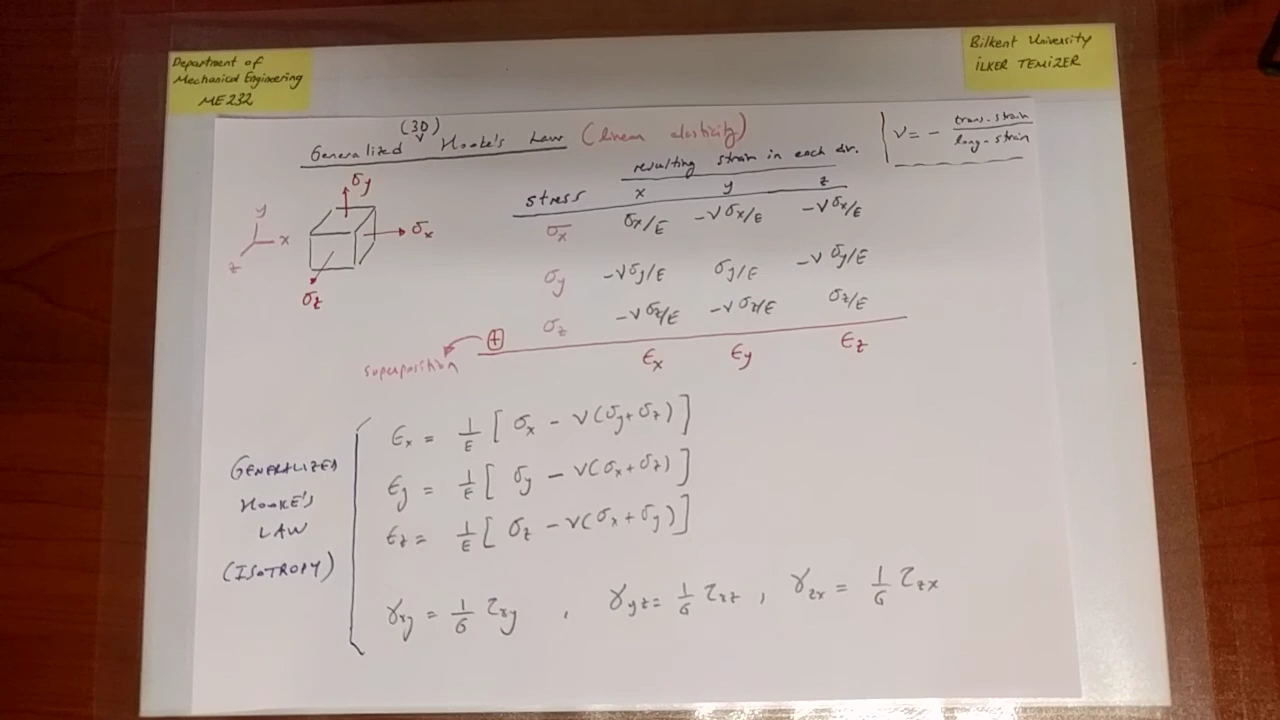 Department of
Mechanical Engineering
ME232
Bilkent University
İLKER TEMİZER
Generalized (3D) Hooke's Law (linear elasticity)
ν = - trans. strain / long. strain
resulting strain in each dir.
stress x y z
σx σx/E -νσx/E -νσx/E
σy -νσy/E σy/E -νσy/E
σz -νσz/E -νσz/E σz/E
superposition + ϵx ϵy ϵz
y
x
z
σy
σx
σz
GENERALIZED
HOOKE'S
LAW
(ISOTROPY)
ϵx = 1/E [ σx - ν(σy+σz) ]
ϵy = 1/E [ σy - ν(σx+σz) ]
ϵz = 1/E [ σz - ν(σx+σy) ]
γxy = 1/G τxy , γyz = 1/G τxz , γzx = 1/G τzx